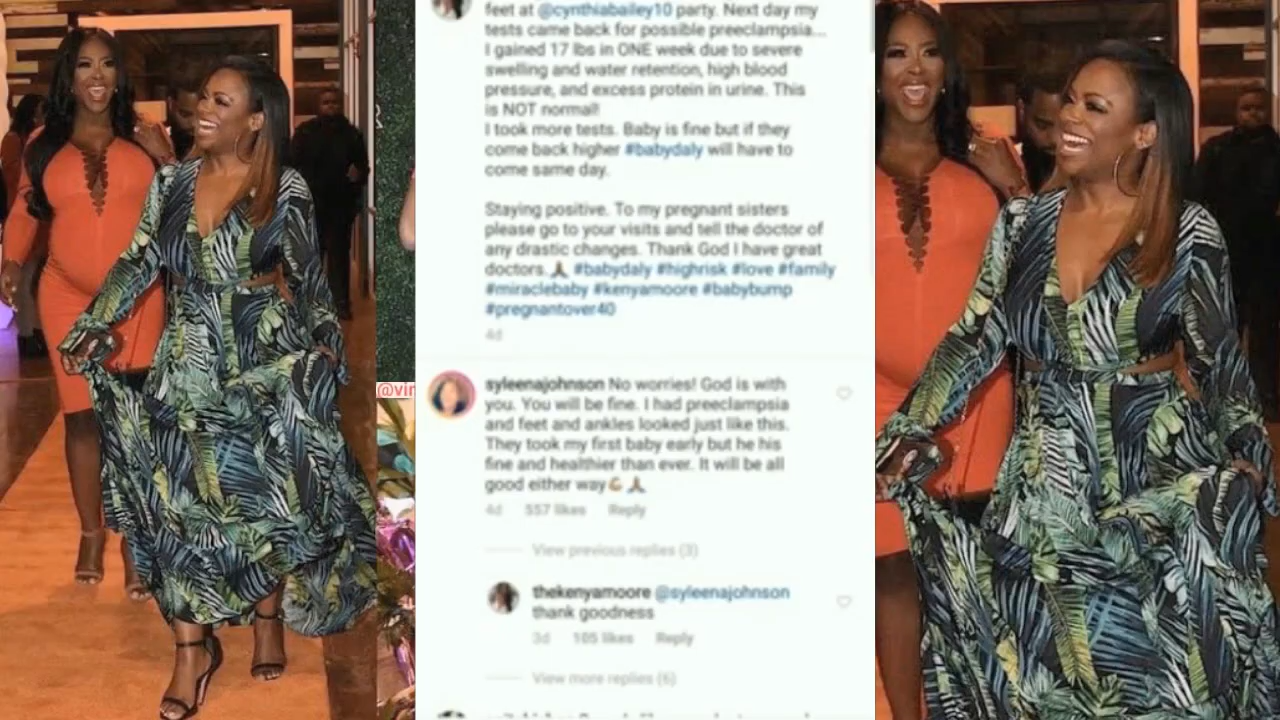 feet at @cynthiabailey10 party. Next day my
tests came back for possible preeclampsia...
I gained 17 lbs in ONE week due to severe
swelling and water retention, high blood
pressure, and excess protein in urine. This
is NOT normal!
I took more tests. Baby is fine but if they
come back higher #babydaly will have to
come same day.
Staying positive. To my pregnant sisters
please go to your visits and tell the doctor of
any drastic changes. Thank God I have great
doctors.🙏🏾 #babydaly #highrisk #love #family
#miraclebaby #kenyamoore #babybump
#pregnantover40
4d
@vin
syleenajohnson No worries! God is with
you. You will be fine. I had preeclampsia
and feet and ankles looked just like this.
They took my first baby early but he his
fine and healthier than ever. It will be all
good either way💪🏽🙏🏽
4d 557 likes Reply
View previous replies (3)
thekenyamoore @syleenajohnson
thank goodness
3d 105 likes Reply
View more replies (6)